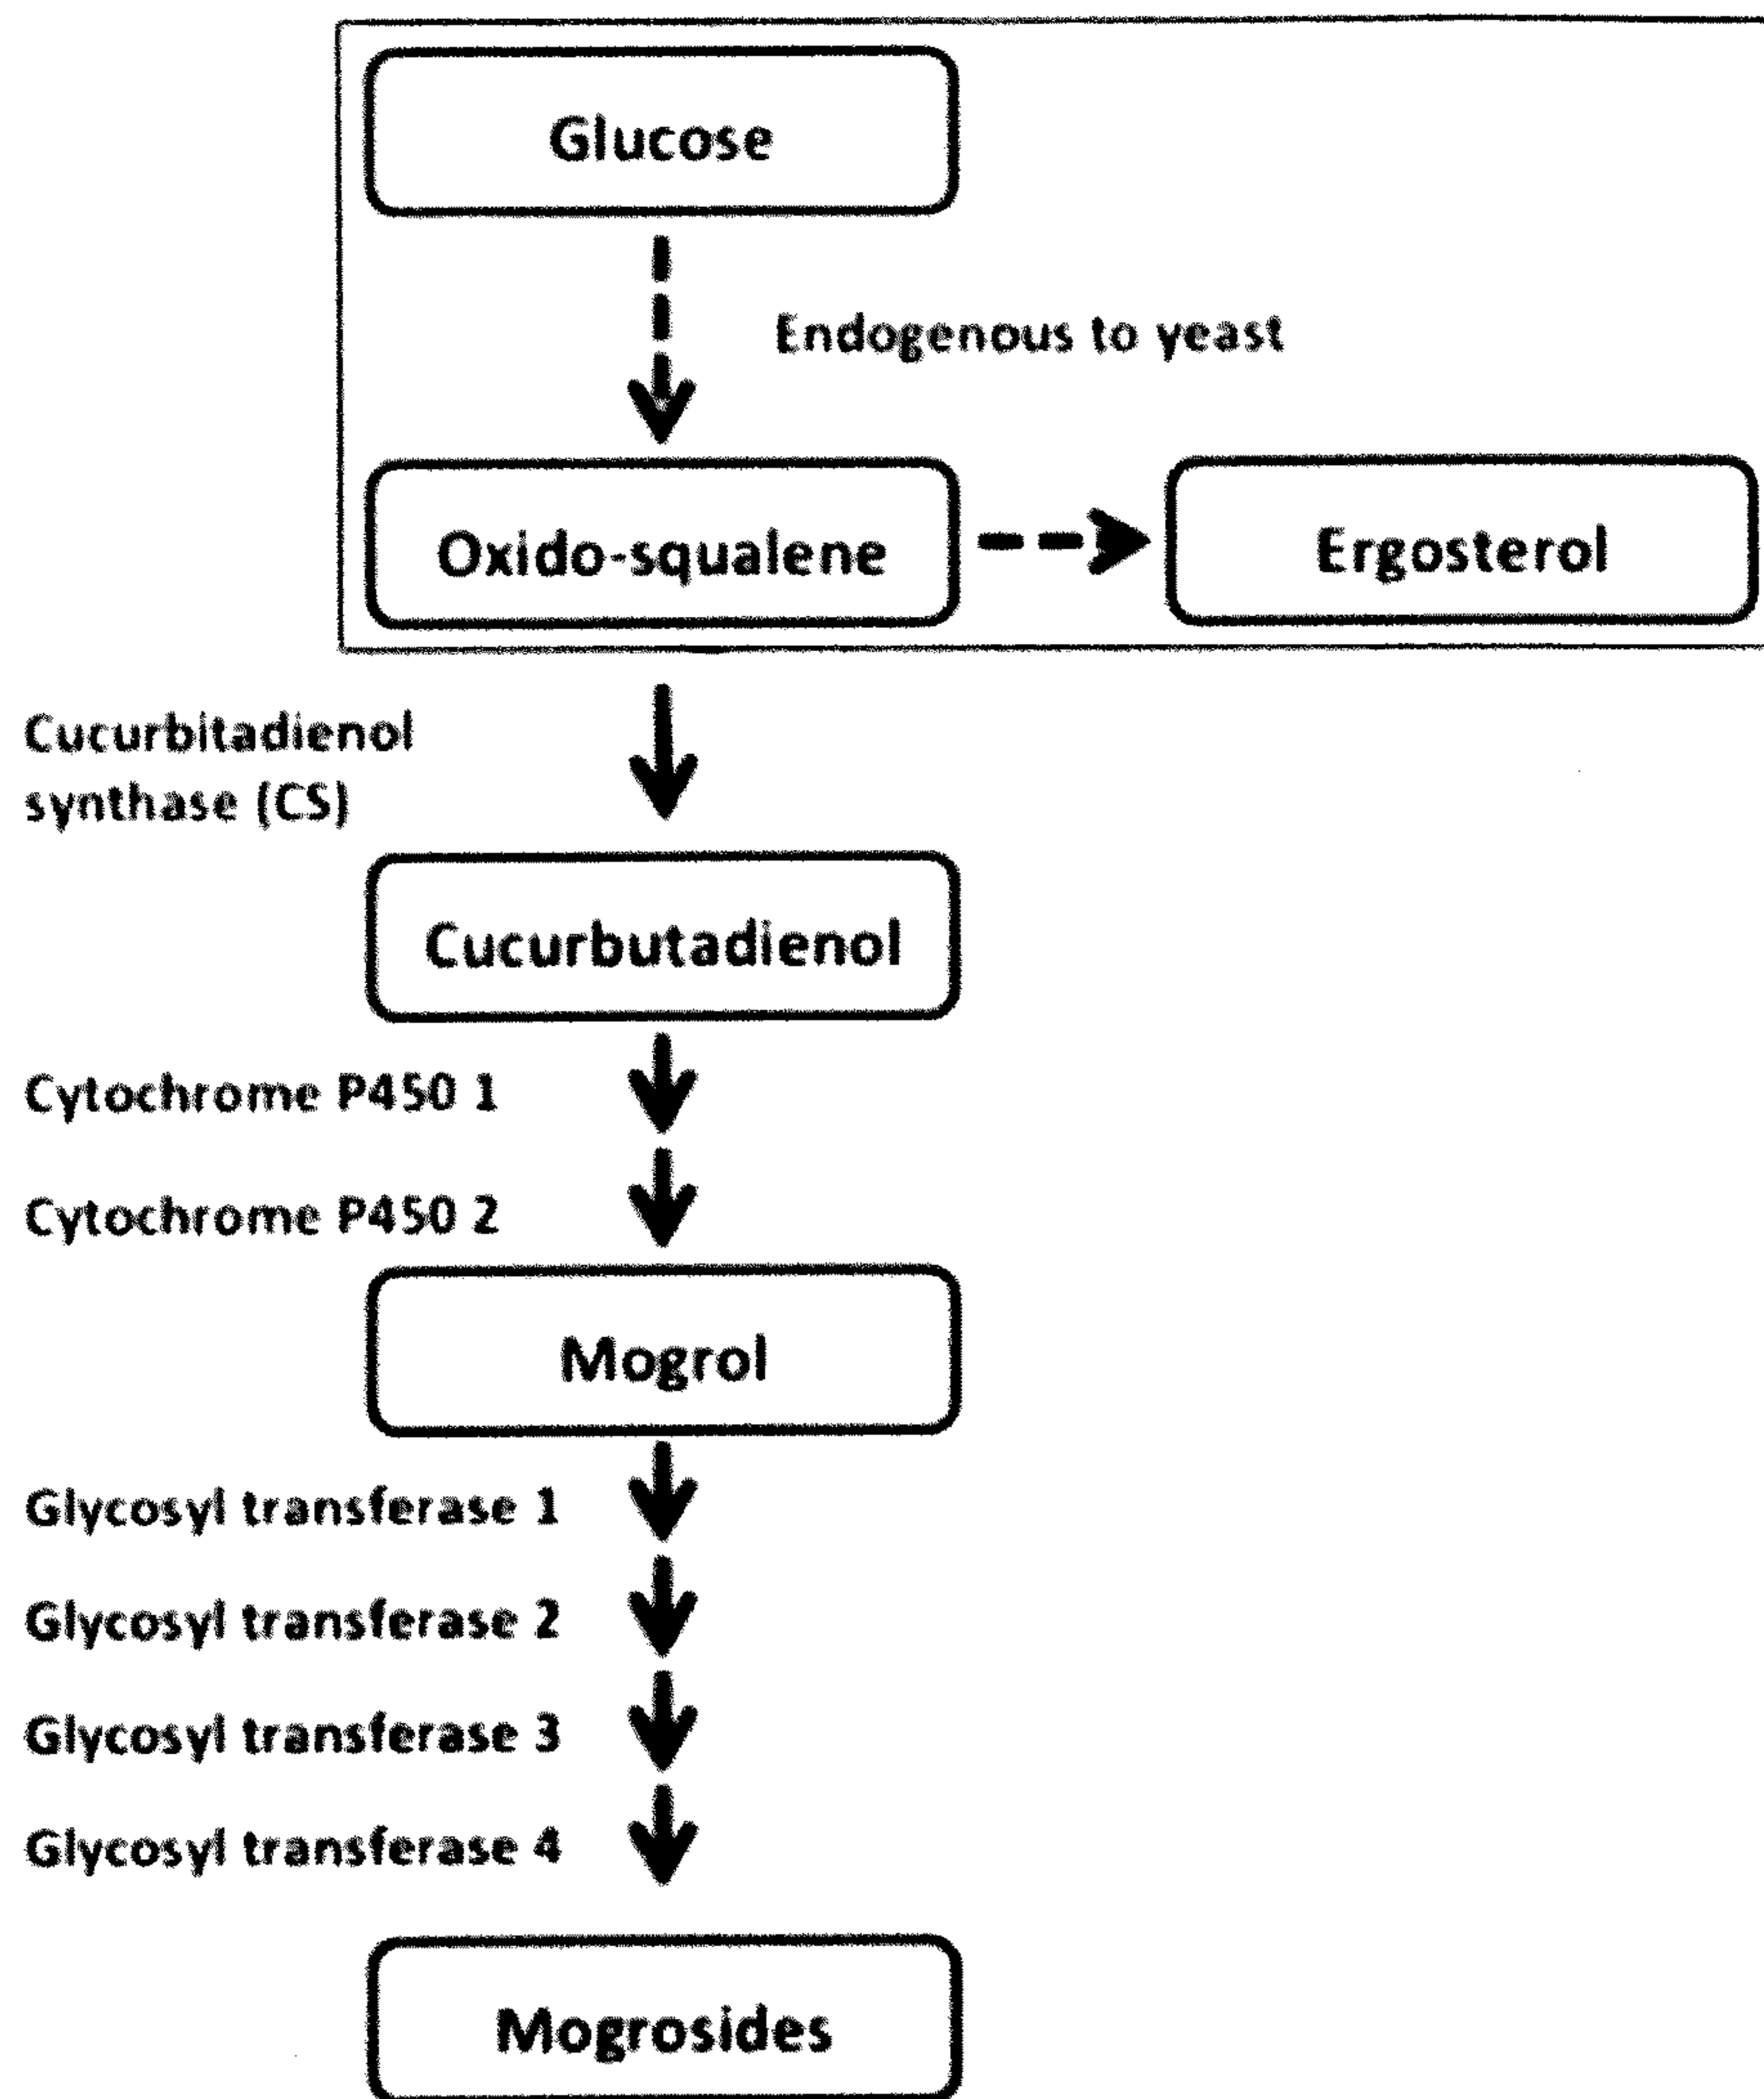 Glucose
Endogenous to yeast
Oxido-squalene
Ergosterol
Cucurbitadienol
synthase (CS)
Cucurbutadienol
Cytochrome P450 1
Cytochrome P450 2
Mogrol
Glycosyl transferase 1
Glycosyl transferase 2
Glycosyl transferase 3
Glycosyl transferase 4
Mogrosides